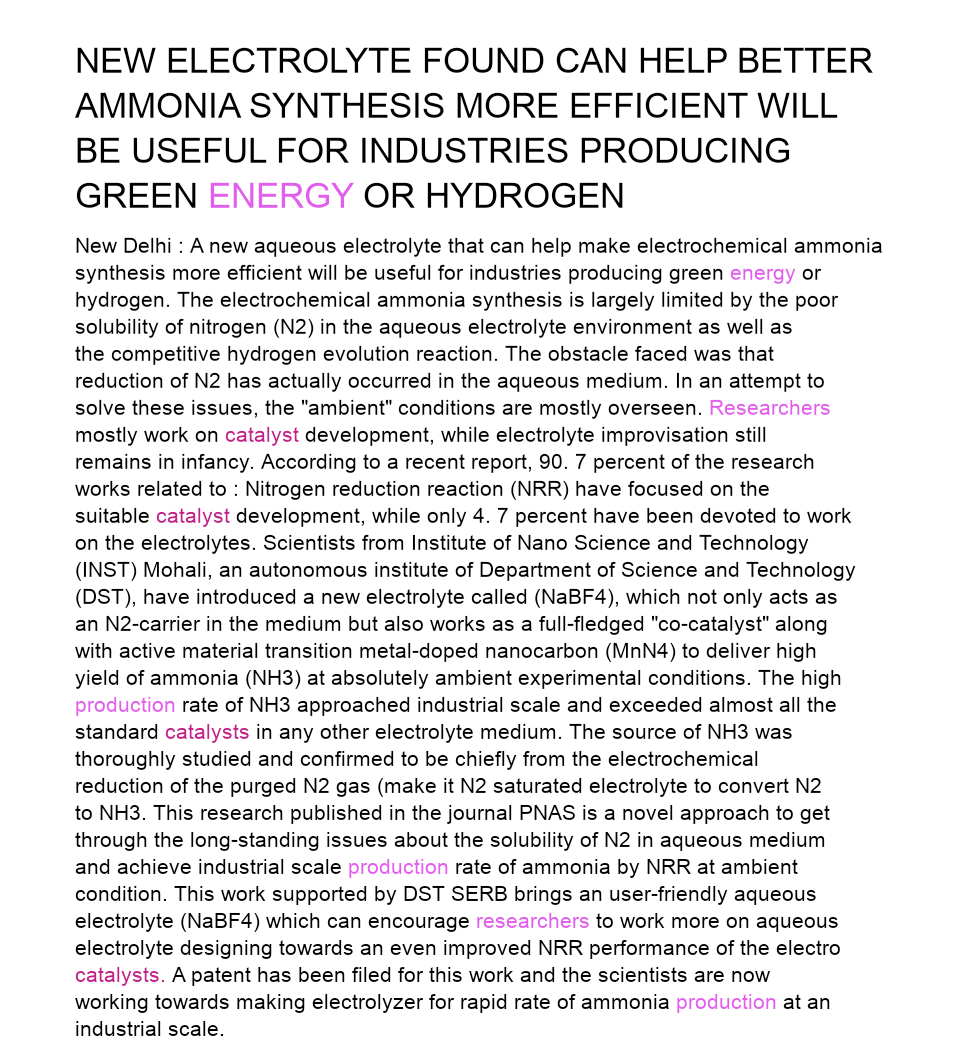 NEW ELECTROLYTE FOUND CAN HELP BETTER
AMMONIA SYNTHESIS MORE EFFICIENT WILL
BE USEFUL FOR INDUSTRIES PRODUCING
GREEN ENERGY OR HYDROGEN
New Delhi : A new aqueous electrolyte that can help make electrochemical ammonia
synthesis more efficient will be useful for industries producing green energy or
hydrogen. The electrochemical ammonia synthesis is largely limited by the poor
solubility of nitrogen (N2) in the aqueous electrolyte environment as well as
the competitive hydrogen evolution reaction. The obstacle faced was that
reduction of N2 has actually occurred in the aqueous medium. In an attempt to
solve these issues, the "ambient" conditions are mostly overseen. Researchers
mostly work on catalyst development, while electrolyte improvisation still
remains in infancy. According to a recent report, 90. 7 percent of the research
works related to : Nitrogen reduction reaction (NRR) have focused on the
suitable catalyst development, while only 4. 7 percent have been devoted to work
on the electrolytes. Scientists from Institute of Nano Science and Technology
(INST) Mohali, an autonomous institute of Department of Science and Technology
(DST), have introduced a new electrolyte called (NaBF4), which not only acts as
an N2-carrier in the medium but also works as a full-fledged "co-catalyst" along
with active material transition metal-doped nanocarbon (MnN4) to deliver high
yield of ammonia (NH3) at absolutely ambient experimental conditions. The high
production rate of NH3 approached industrial scale and exceeded almost all the
standard catalysts in any other electrolyte medium. The source of NH3 was
thoroughly studied and confirmed to be chiefly from the electrochemical
reduction of the purged N2 gas (make it N2 saturated electrolyte to convert N2
to NH3. This research published in the journal PNAS is a novel approach to get
through the long-standing issues about the solubility of N2 in aqueous medium
and achieve industrial scale production rate of ammonia by NRR at ambient
condition. This work supported by DST SERB brings an user-friendly aqueous
electrolyte (NaBF4) which can encourage researchers to work more on aqueous
electrolyte designing towards an even improved NRR performance of the electro
catalysts. A patent has been filed for this work and the scientists are now
working towards making electrolyzer for rapid rate of ammonia production at an
industrial scale.